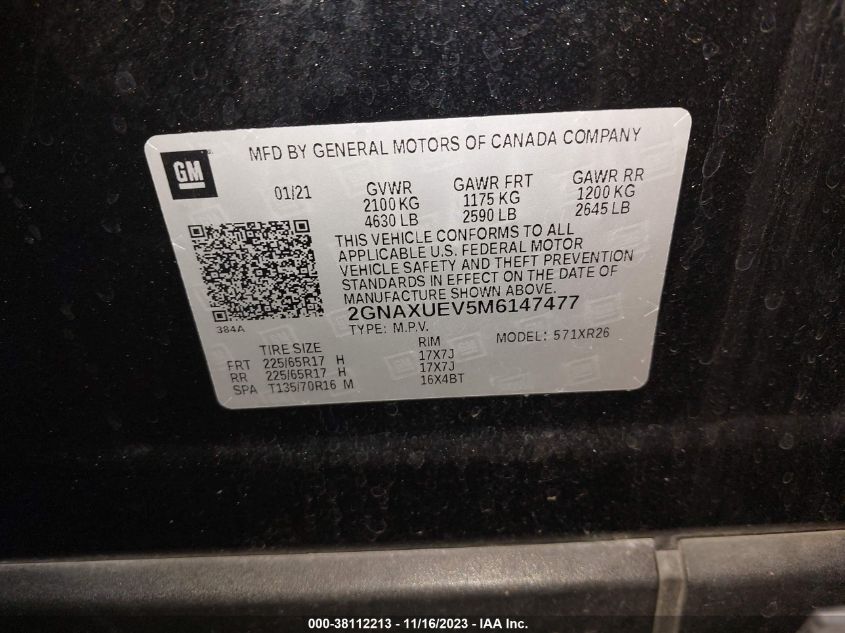 MFD BY GENERAL MOTORS OF CANADA COMPANY
GM
01/21 GVWR GAWR FRT GAWR RR
2100 KG 1175 KG 1200 KG
4630 LB 2590 LB 2645 LB
THIS VEHICLE CONFORMS TO ALL
APPLICABLE U.S. FEDERAL MOTOR
VEHICLE SAFETY AND THEFT PREVENTION
STANDARDS IN EFFECT ON THE DATE OF
MANUFACTURE SHOWN ABOVE.
384A
2GNAXUEV5M6147477
TYPE: M.P.V. MODEL: 571XR26
TIRE SIZE RIM
FRT 225/65R17 H 17X7J
RR 225/65R17 H 17X7J
SPA T135/70R16 M 16X4BT
000-38112213 - 11/16/2023 - IAA Inc.